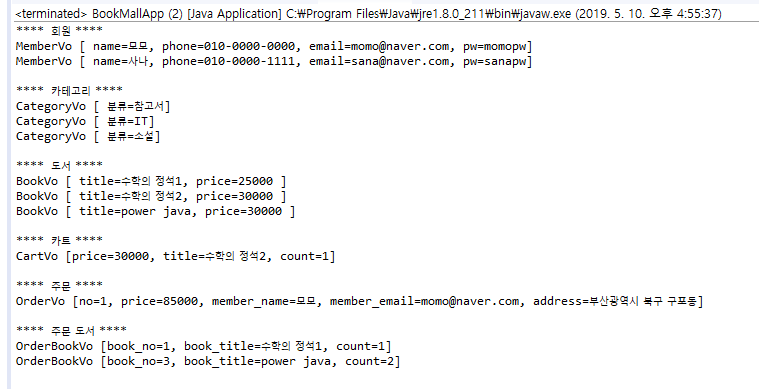 <terminated> BookMallApp (2) [Java Application] C:₩Program Files₩Java₩jre1.8.0_211₩bin₩javaw.exe (2019. 5. 10. 오후 4:55:37)
**** 회원 ****
MemberVo [ name=모모, phone=010-0000-0000, email=momo@naver.com, pw=momopw]
MemberVo [ name=사나, phone=010-0000-1111, email=sana@naver.com, pw=sanapw]
**** 카테고리 ****
CategoryVo [ 분류=참고서]
CategoryVo [ 분류=IT]
CategoryVo [ 분류=소설]
**** 도서 ****
BookVo [ title=수학의 정석1, price=25000 ]
BookVo [ title=수학의 정석2, price=30000 ]
BookVo [ title=power java, price=30000 ]
**** 카트 ****
CartVo [price=30000, title=수학의 정석2, count=1]
**** 주문 ****
OrderVo [no=1, price=85000, member_name=모모, member_email=momo@naver.com, address=부산광역시 북구 구포동]
**** 주문 도서 ****
OrderBookVo [book_no=1, book_title=수학의 정석1, count=1]
OrderBookVo [book_no=3, book_title=power java, count=2]